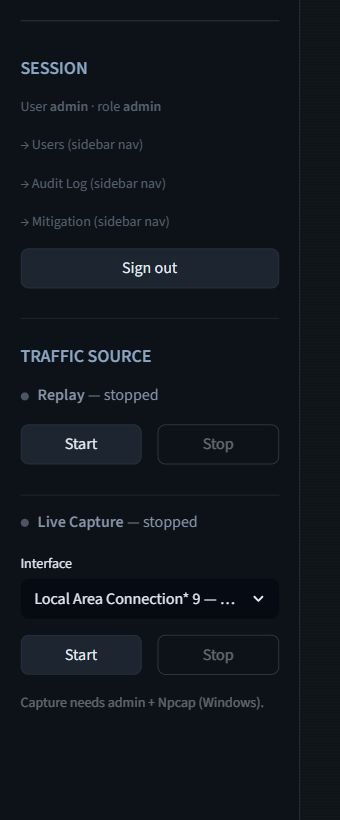 SESSION
User admin · role admin
→ Users (sidebar nav)
→ Audit Log (sidebar nav)
→ Mitigation (sidebar nav)
Sign out
TRAFFIC SOURCE
Replay — stopped
Start Stop
Live Capture — stopped
Interface
Local Area Connection* 9 — ...
Start Stop
Capture needs admin + Npcap (Windows).